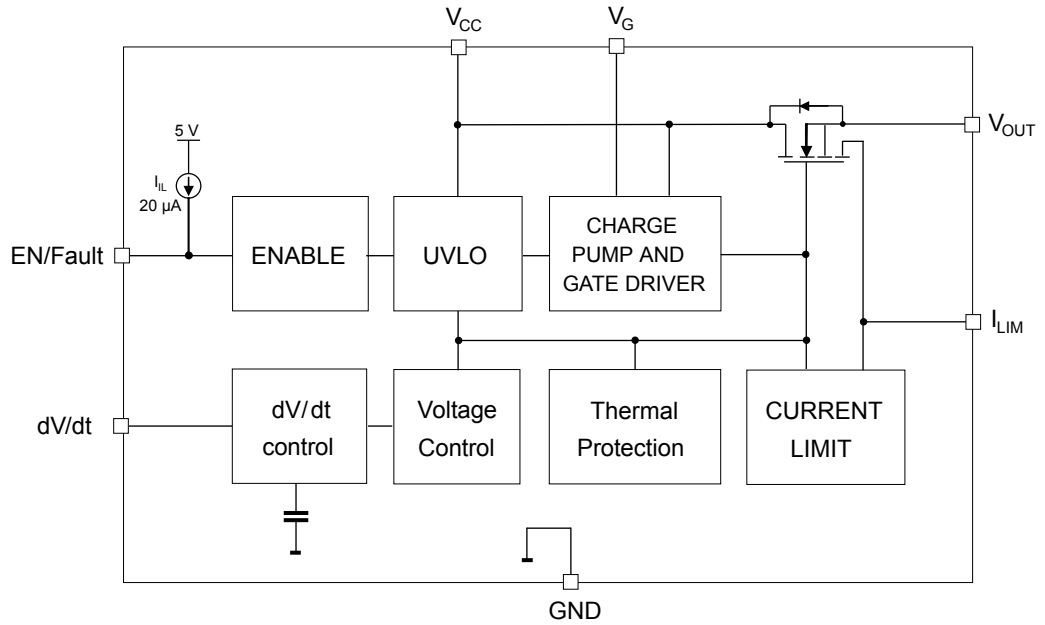 VCC
VG
5 V
IIL
20 µA
VOUT
EN/Fault
ENABLE
UVLO
CHARGE
PUMP AND
GATE DRIVER
ILIM
dV/dt
dV/dt
control
Voltage
Control
Thermal
Protection
CURRENT
LIMIT
GND